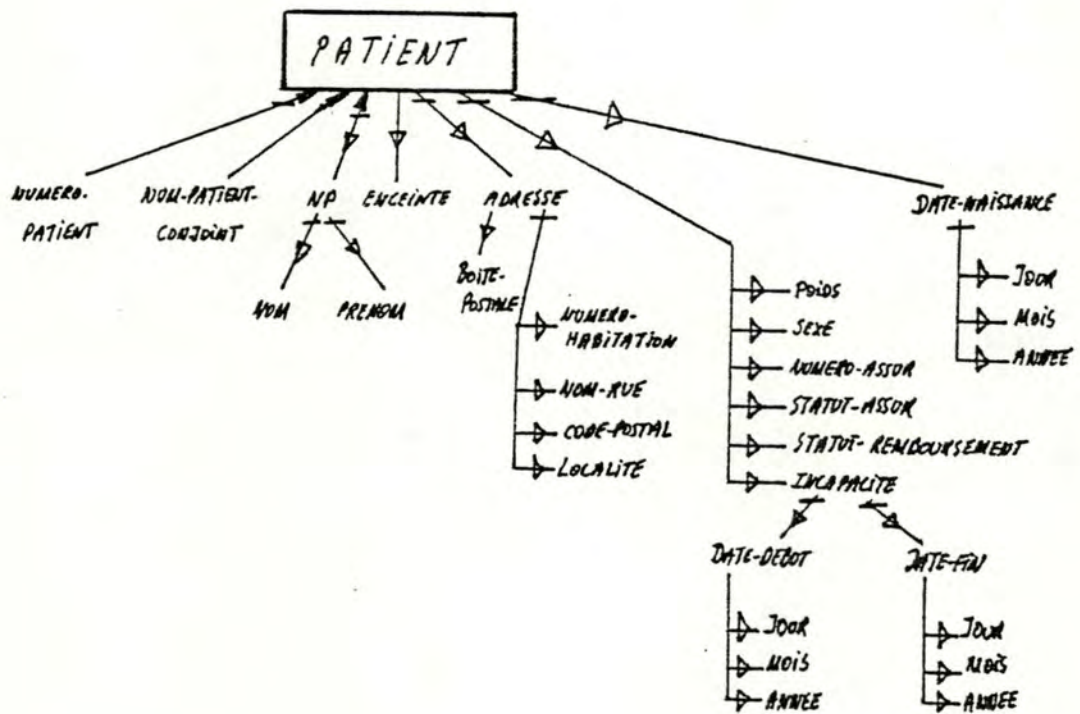 PATIENT
NUMERO-
PATIENT
NOM-PATIENT-
CONJOINT
NP
ENCEINTE
ADRESSE
DATE-NAISSANCE
NOM
PRENOM
BOITE-
POSTALE
NUMERO-
HABITATION
NOM-RUE
CODE-POSTAL
LOCALITE
POIDS
SEXE
NUMERO-ASSUR
STATUT-ASSUR
STATUT-REMBOURSEMENT
INCAPACITE
JOUR
MOIS
ANNEE
DATE-DEBUT
DATE-FIN
JOUR
MOIS
ANNEE
JOUR
MOIS
ANNEE